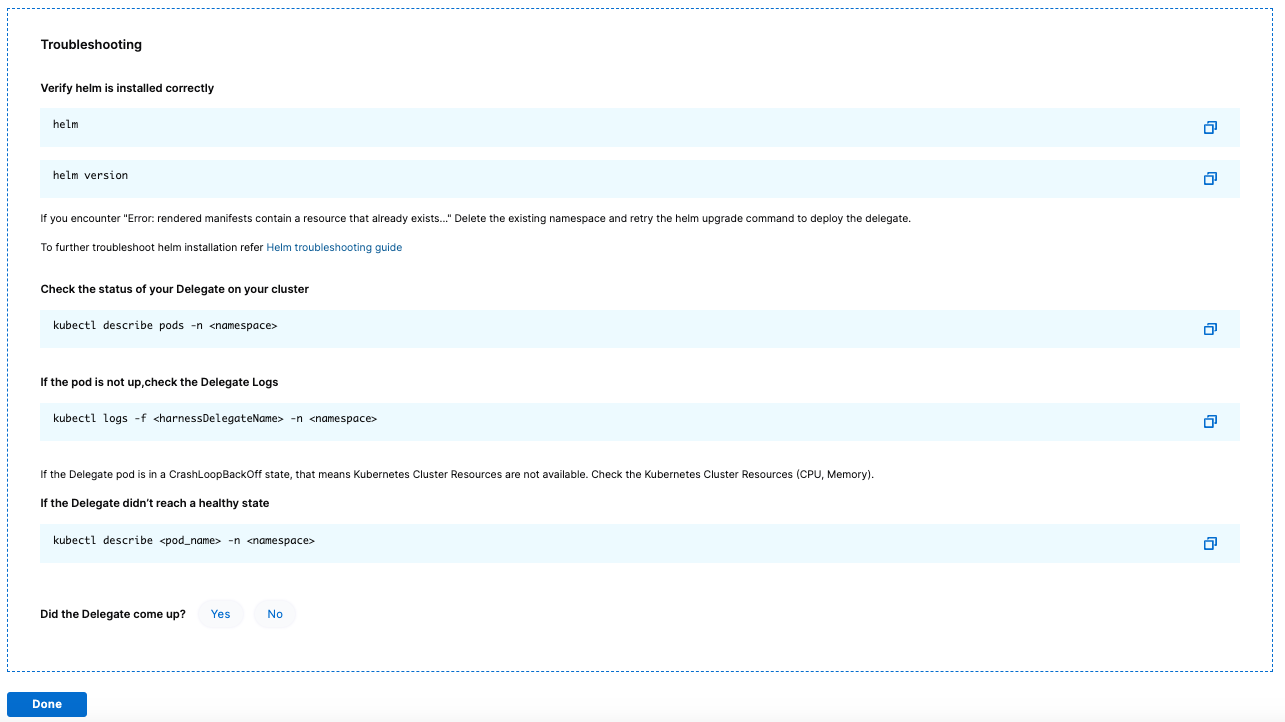 Troubleshooting
Verify helm is installed correctly
helm
helm version
If you encounter "Error: rendered manifests contain a resource that already exists..." Delete the existing namespace and retry the helm upgrade command to deploy the delegate.
To further troubleshoot helm installation refer Helm troubleshooting guide
Check the status of your Delegate on your cluster
kubectl describe pods -n <namespace>
If the pod is not up,check the Delegate Logs
kubectl logs -f <harnessDelegateName> -n <namespace>
If the Delegate pod is in a CrashLoopBackOff state, that means Kubernetes Cluster Resources are not available. Check the Kubernetes Cluster Resources (CPU, Memory).
If the Delegate didn’t reach a healthy state
kubectl describe <pod_name> -n <namespace>
Did the Delegate come up? Yes No
Done